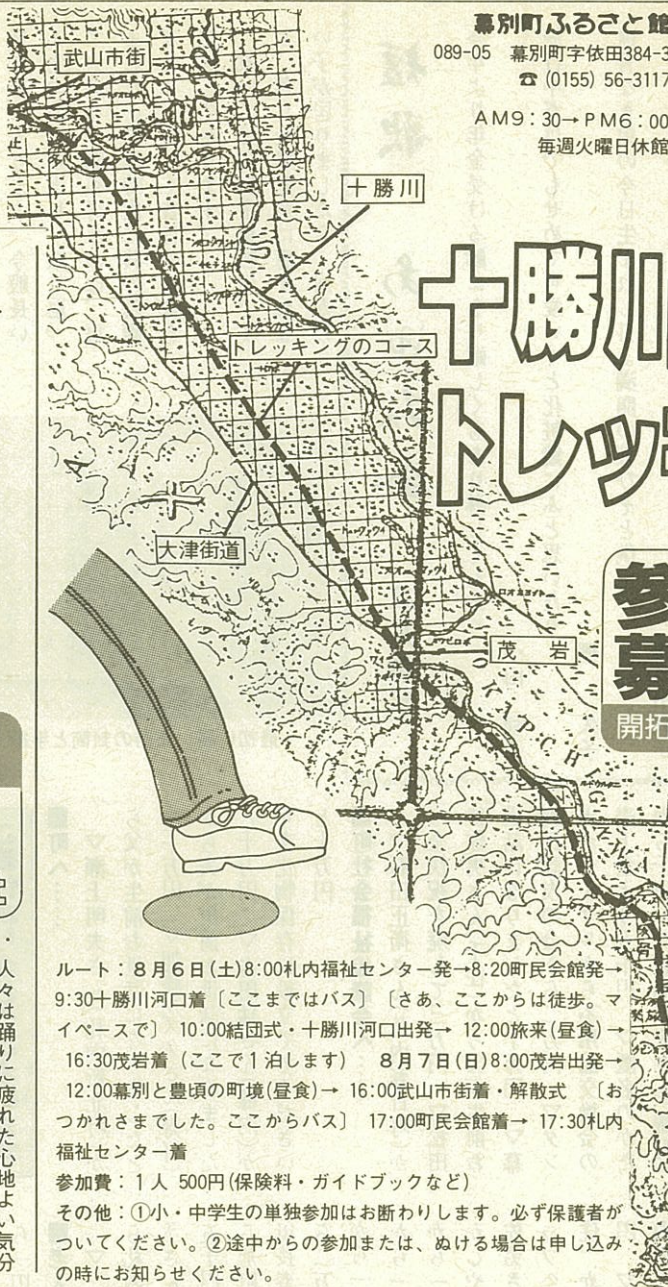 幕別町ふるさと館
089-05 幕別町字依田384-3
☎ (0155) 56-3117
AM9：30→PM6：00
毎週火曜日休館
武山市街
十勝川
十勝川
トレッキングのコース
トレッ
大津街道
参
募
開拓
茂 岩
KAPCHI
ルート：８月６日(土)8:00札内福祉センター発→8:20町民会館発→
9:30十勝川河口着〔ここまではバス〕〔さあ、ここからは徒歩。マ
イペースで〕 10:00結団式・十勝川河口出発→ 12:00旅来(昼食)→
16:30茂岩着（ここで１泊します） ８月７日(日)8:00茂岩出発→
12:00幕別と豊頃の町境(昼食)→ 16:00武山市街着・解散式 〔お
つかれさまでした。ここからバス〕 17:00町民会館着→ 17:30札内
福祉センター着
参加費：１人 500円(保険料・ガイドブックなど)
その他：①小・中学生の単独参加はお断わりします。必ず保護者が
ついてください。②途中からの参加または、ぬける場合は申し込み
の時にお知らせください。
人々は踊りに疲れた心地よい気分